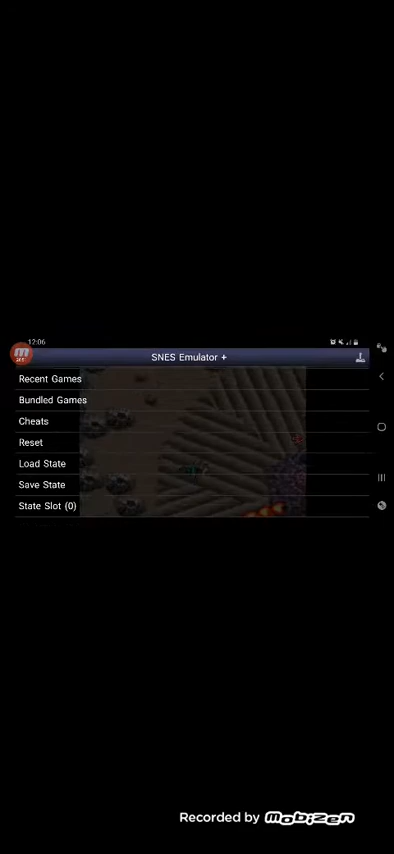 12:06
SNES Emulator +
Recent Games
Bundled Games
Cheats
Reset
Load State
Save State
State Slot (0)
Recorded by Mobizen